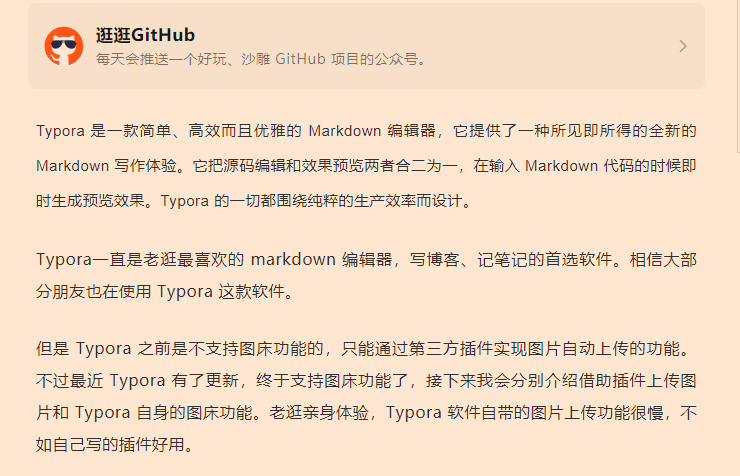 逛逛GitHub
每天会推送一个好玩、沙雕 GitHub 项目的公众号。
Typora 是一款简单、高效而且优雅的 Markdown 编辑器，它提供了一种所见即所得的全新的
Markdown 写作体验。它把源码编辑和效果预览两者合二为一，在输入 Markdown 代码的时候即
时生成预览效果。Typora 的一切都围绕纯粹的生产效率而设计。
Typora一直是老逛最喜欢的 markdown 编辑器，写博客、记笔记的首选软件。相信大部
分朋友也在使用 Typora 这款软件。
但是 Typora 之前是不支持图床功能的，只能通过第三方插件实现图片自动上传的功能。
不过最近 Typora 有了更新，终于支持图床功能了，接下来我会分别介绍借助插件上传图
片和 Typora 自身的图床功能。老逛亲身体验，Typora 软件自带的图片上传功能很慢，不
如自己写的插件好用。